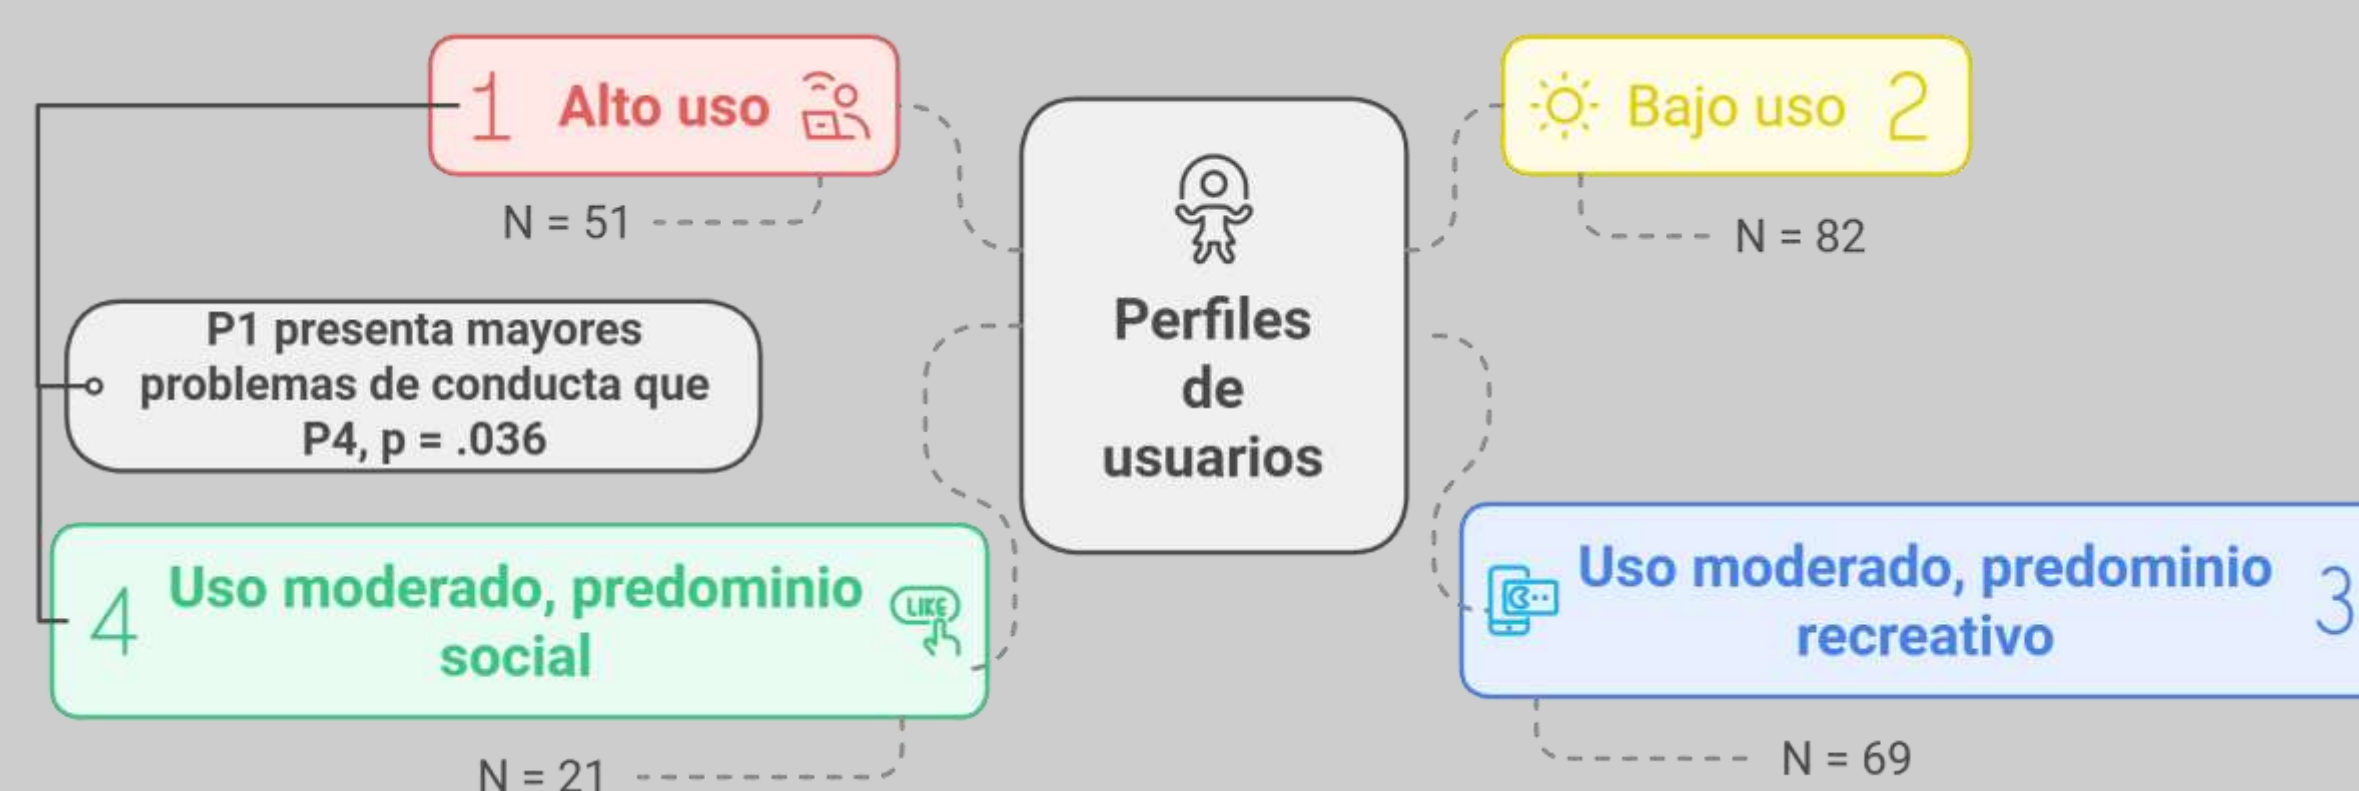 1 Alto uso
N = 51
Bajo uso 2
N = 82
Perfiles
de
usuarios
P1 presenta mayores
problemas de conducta que
P4, p = .036
4 Uso moderado, predominio
social
LIKE
N = 21
Uso moderado, predominio
recreativo
3
N = 69